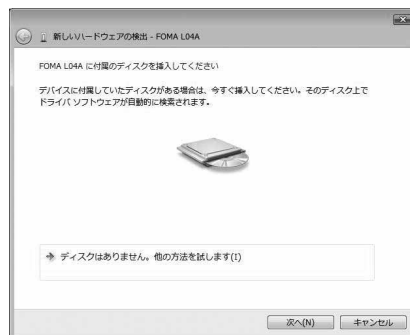 新しいハードウェアの検出 - FOMA L04A
FOMA L04A に付属のディスクを挿入してください
デバイスに付属していたディスクがある場合は、今すぐ挿入してください。そのディスク上で
ドライバ ソフトウェアが自動的に検索されます。
ディスクはありません。他の方法を試します(I)
次へ(N)
キャンセル